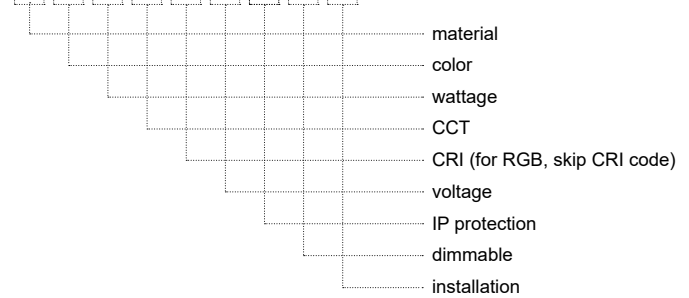 material
color
wattage
CCT
CRI (for RGB, skip CRI code)
voltage
IP protection
dimmable
installation